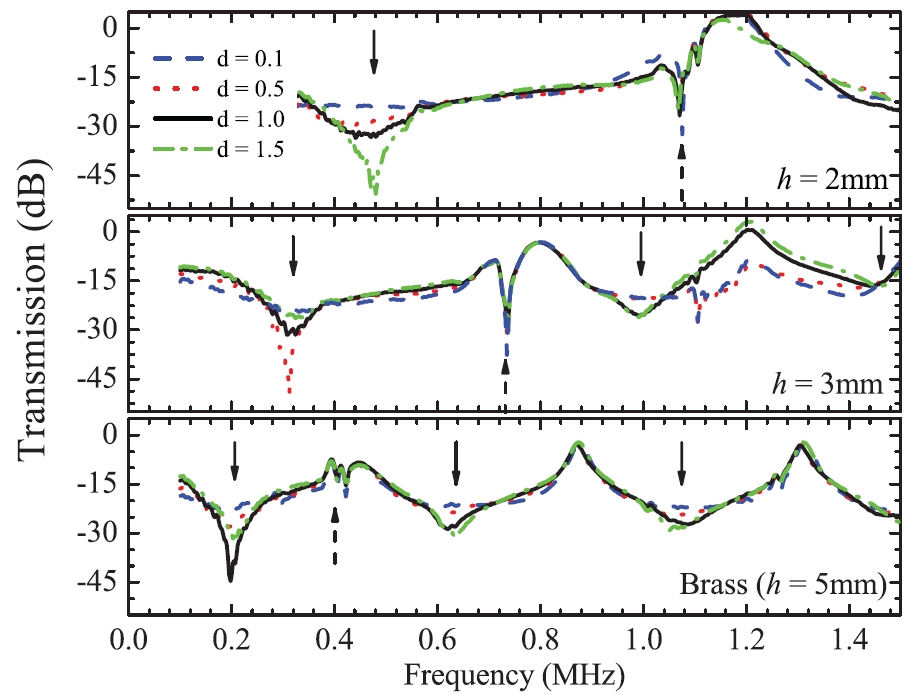 0
-15
-30
-45
d = 0.1
d = 0.5
d = 1.0
d = 1.5
h = 2mm
0
-15
-30
-45
h = 3mm
0
-15
-30
-45
Brass (h = 5mm)
Transmission (dB)
0.0 0.2 0.4 0.6 0.8 1.0 1.2 1.4
Frequency (MHz)